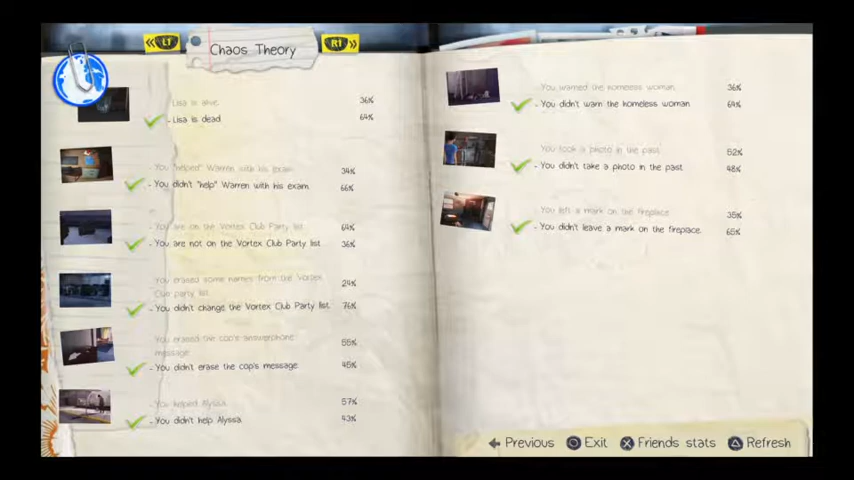 LT
Chaos Theory
R1
Lisa is alive 36%
- Lisa is dead 64%
You "helped" Warren with his exam 34%
- You didn't "help" Warren with his exam 66%
You are on the Vortex Club Party list 64%
- You are not on the Vortex Club Party list. 36%
You erased some names from the Vortex
Club party list 24%
- You didn't change the Vortex Club Party list. 76%
You erased the cop's answerphone
message 55%
- You didn't erase the cop's message 45%
You helped Alyssa 57%
- You didn't help Alyssa 43%
You warned the homeless woman 36%
- You didn't warn the homeless woman 64%
You took a photo in the past 52%
- You didn't take a photo in the past 48%
You left a mark on the fireplace 35%
- You didn't leave a mark on the fireplace. 65%
Previous Exit Friends stats Refresh